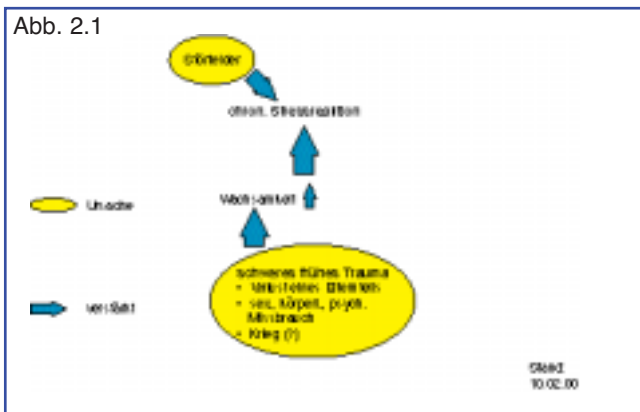 Abb. 2.1
Störfelder
chron. Stressreaktion
Wachsamkeit
Ursache
schweres frühes Trauma
• Verlust eines Elternteils
• sex., körperl., psych.
Missbrauch
• Krieg (?)
verstärkt
Stand:
10.02.00